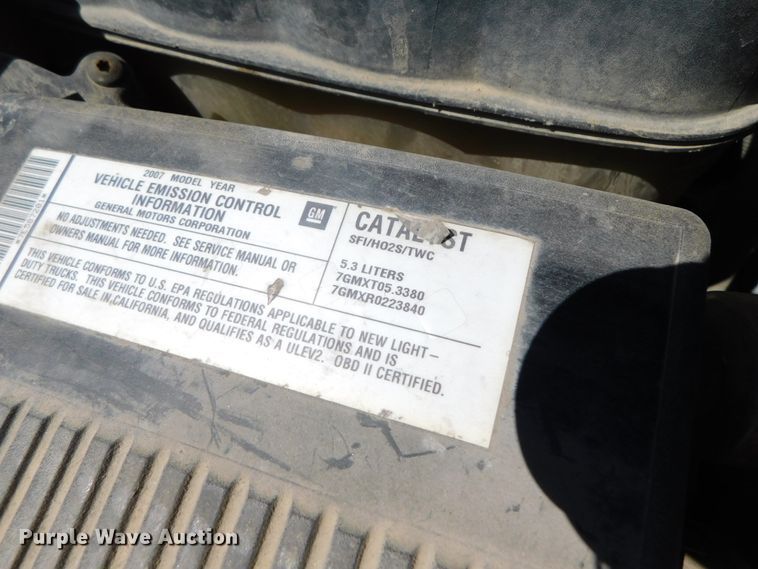 2007 MODEL YEAR
VEHICLE EMISSION CONTROL
INFORMATION
GENERAL MOTORS CORPORATION
GM
NO ADJUSTMENTS NEEDED. SEE SERVICE MANUAL OR
OWNERS MANUAL FOR MORE INFORMATION.
CATALYST
SFI/HO2S/TWC
5.3 LITERS
7GMXT05.3380
7GMXR0223840
THIS VEHICLE CONFORMS TO U.S. EPA REGULATIONS APPLICABLE TO NEW LIGHT-
DUTY TRUCKS. THIS VEHICLE CONFORMS TO FEDERAL REGULATIONS AND IS
CERTIFIED FOR SALE IN CALIFORNIA, AND QUALIFIES AS A ULEV2. OBD II CERTIFIED.
Purple Wave Auction